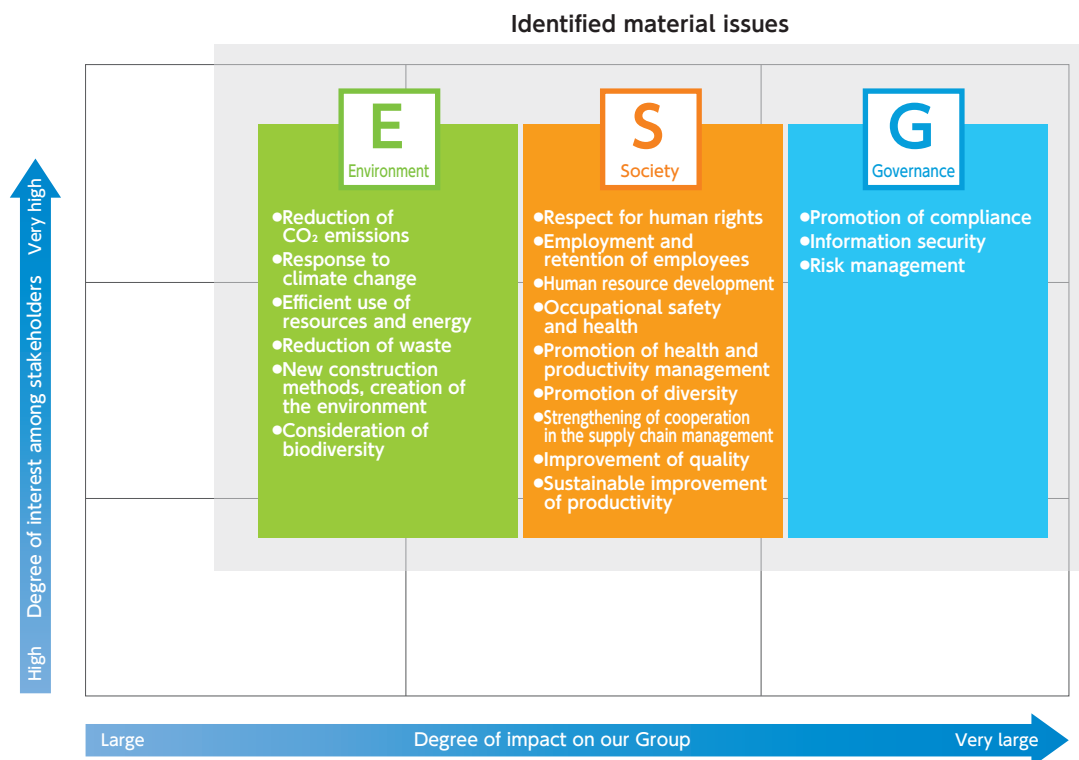 Identified material issues
E
Environment
●Reduction of
CO₂ emissions
●Response to
climate change
●Efficient use of
resources and energy
●Reduction of waste
●New construction
methods, creation of
the environment
●Consideration of
biodiversity
S
Society
●Respect for human rights
●Employment and
retention of employees
●Human resource development
●Occupational safety
and health
●Promotion of health and
productivity management
●Promotion of diversity
●Strengthening of cooperation
in the supply chain management
●Improvement of quality
●Sustainable improvement
of productivity
G
Governance
●Promotion of compliance
●Information security
●Risk management
High Degree of interest among stakeholders Very high
Large Degree of impact on our Group Very large